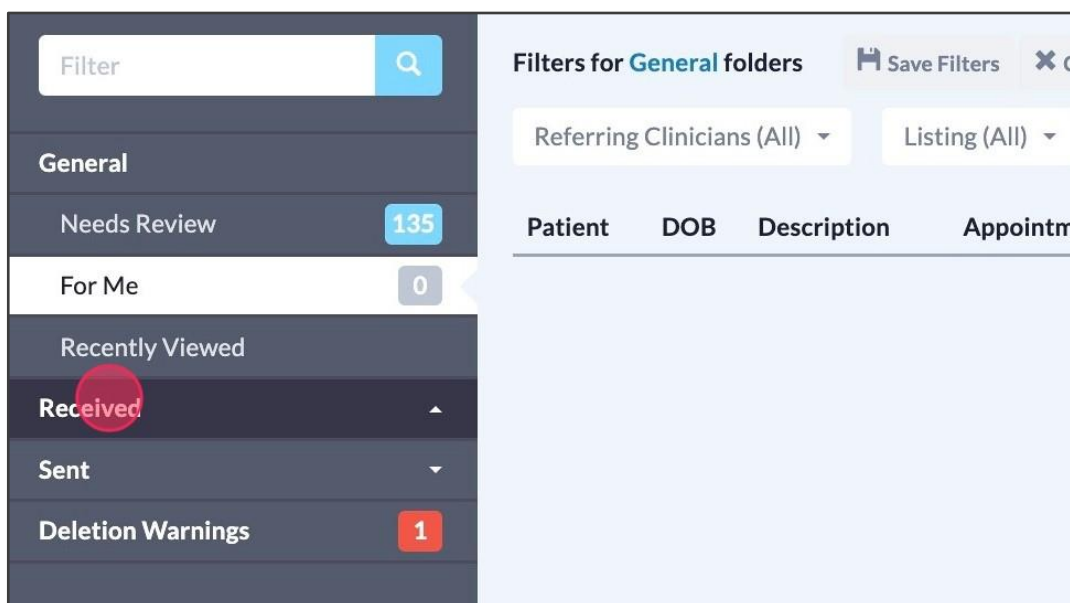 Filter
Filters for General folders
Save Filters
Referring Clinicians (All)
Listing (All)
General
Needs Review 135
Patient DOB Description
For Me 0
Recently Viewed
Received
Sent
Deletion Warnings 1